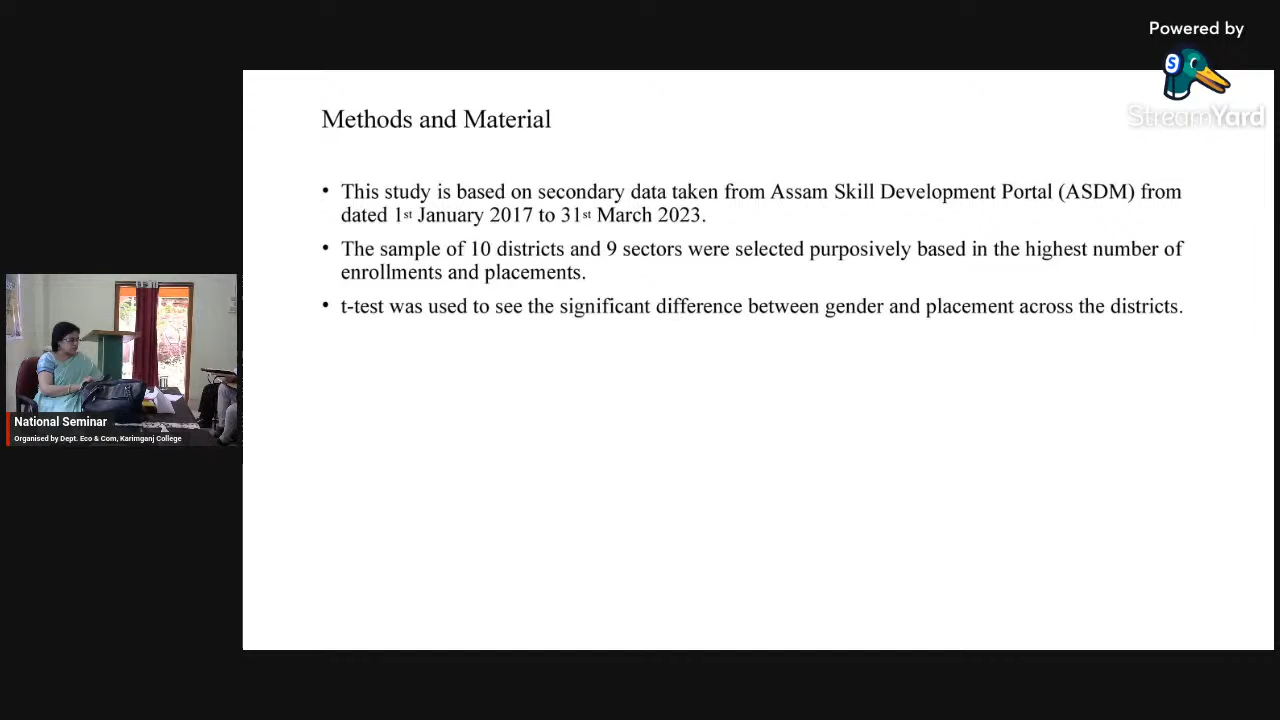 Powered by
StreamYard
Methods and Material
• This study is based on secondary data taken from Assam Skill Development Portal (ASDM) from
dated 1st January 2017 to 31st March 2023.
• The sample of 10 districts and 9 sectors were selected purposively based in the highest number of
enrollments and placements.
• t-test was used to see the significant difference between gender and placement across the districts.
National Seminar
Organised by Dept. Eco & Com, Karimganj College